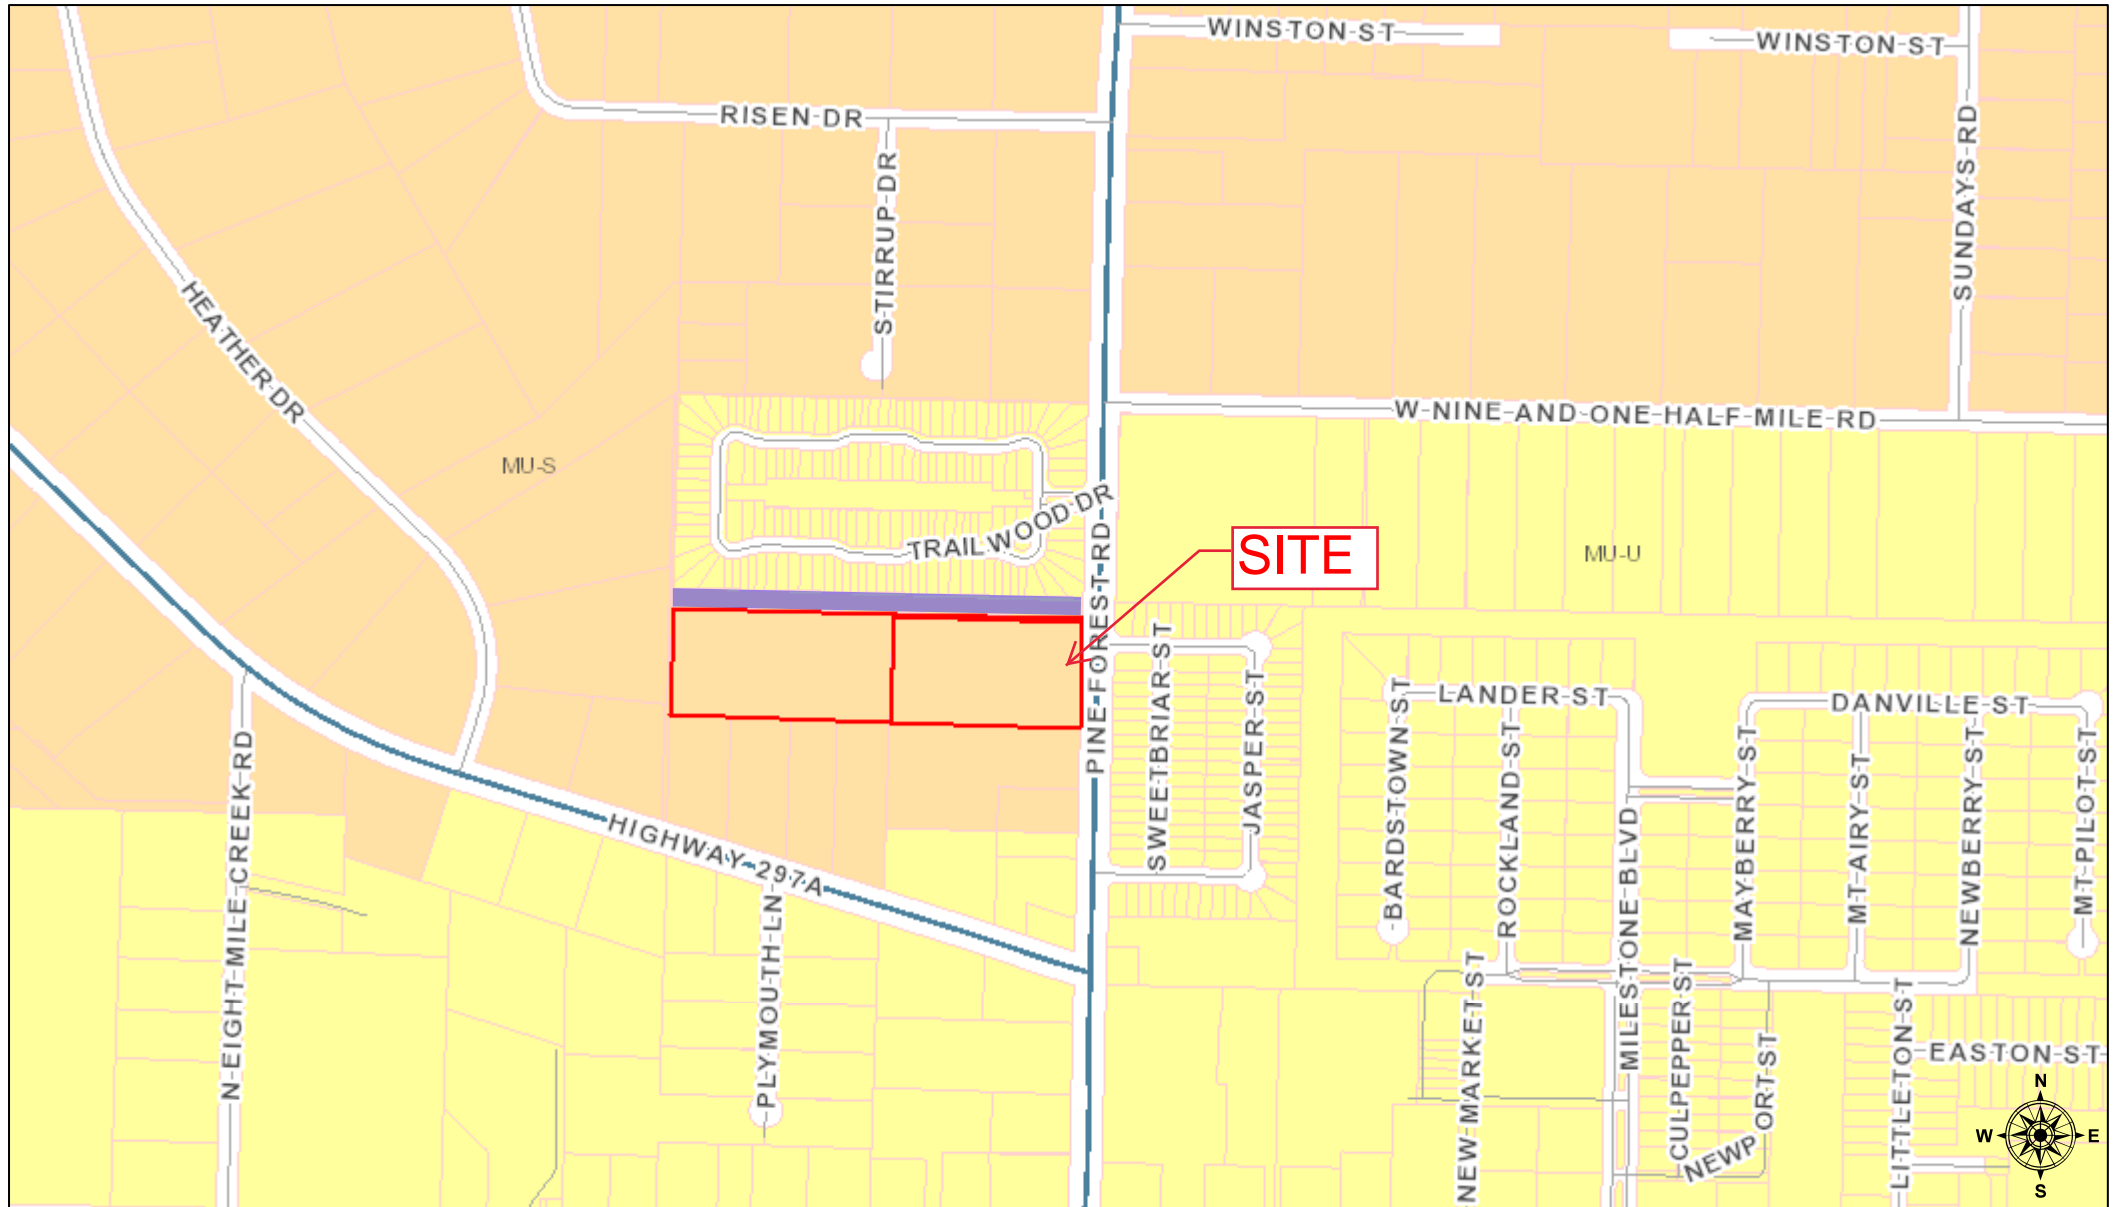 WINSTON ST
WINSTON ST
RISEN DR
SUNDAYS RD
STIRRUP DR
HEATHER DR
W NINE AND ONE HALF MILE RD
MU-S
TRAILWOOD DR
SITE
MU-U
PINE FOREST RD
SWEETBRIAR ST
JASPER ST
BARDSTOWN ST
LANDER ST
DANVILLE ST
ROCKLAND ST
MAYBERRY ST
MT AIRY ST
NEWBERRY ST
MT PILOT ST
N EIGHT MILE CREEK RD
HIGHWAY 297A
PLYMOUTH LN
MILESTONE BLVD
NEW MARKET ST
CULPEPPER ST
NEWPORT ST
LITTLETON ST
EASTON ST
N
W E
S